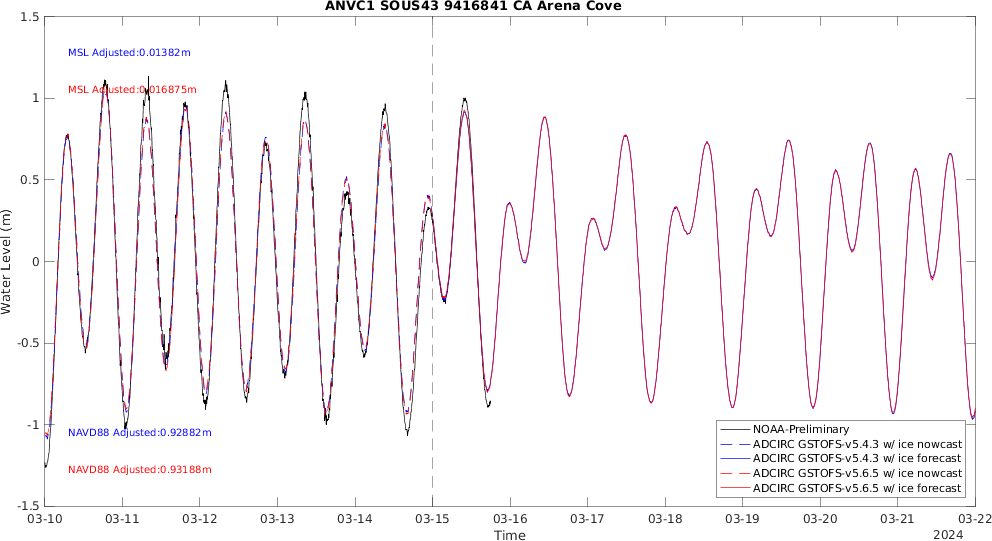 ANVC1 SOUS43 9416841 CA Arena Cove
1.5
1
0.5
0
-0.5
-1
-1.5
Water Level (m)
MSL Adjusted:0.01382m
MSL Adjusted:0.016875m
NAVD88 Adjusted:0.92882m
NAVD88 Adjusted:0.93188m
NOAA-Preliminary
ADCIRC GSTOFS-v5.4.3 w/ ice nowcast
ADCIRC GSTOFS-v5.4.3 w/ ice forecast
ADCIRC GSTOFS-v5.6.5 w/ ice nowcast
ADCIRC GSTOFS-v5.6.5 w/ ice forecast
03-10 03-11 03-12 03-13 03-14 03-15 03-16 03-17 03-18 03-19 03-20 03-21 03-22
Time
2024